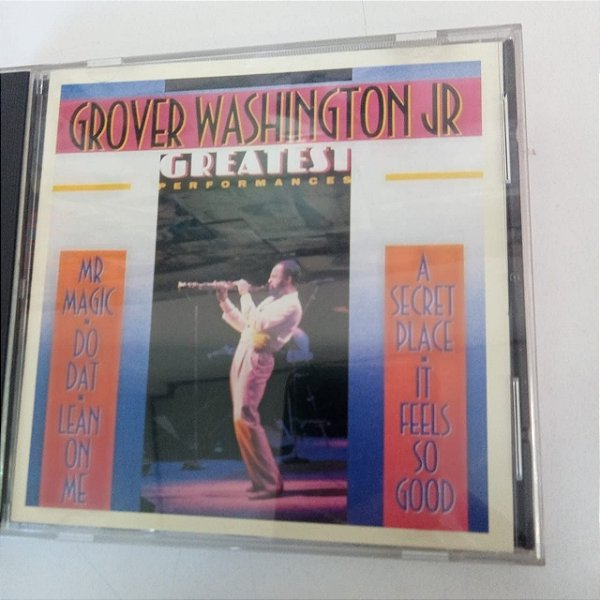 GROVER WASHINGTON JR
GREATEST
PERFORMANCES
MR
MAGIC •
DO
DAT •
LEAN
ON
ME
A
SECRET
PLACE •
IT
FEELS
SO
GOOD